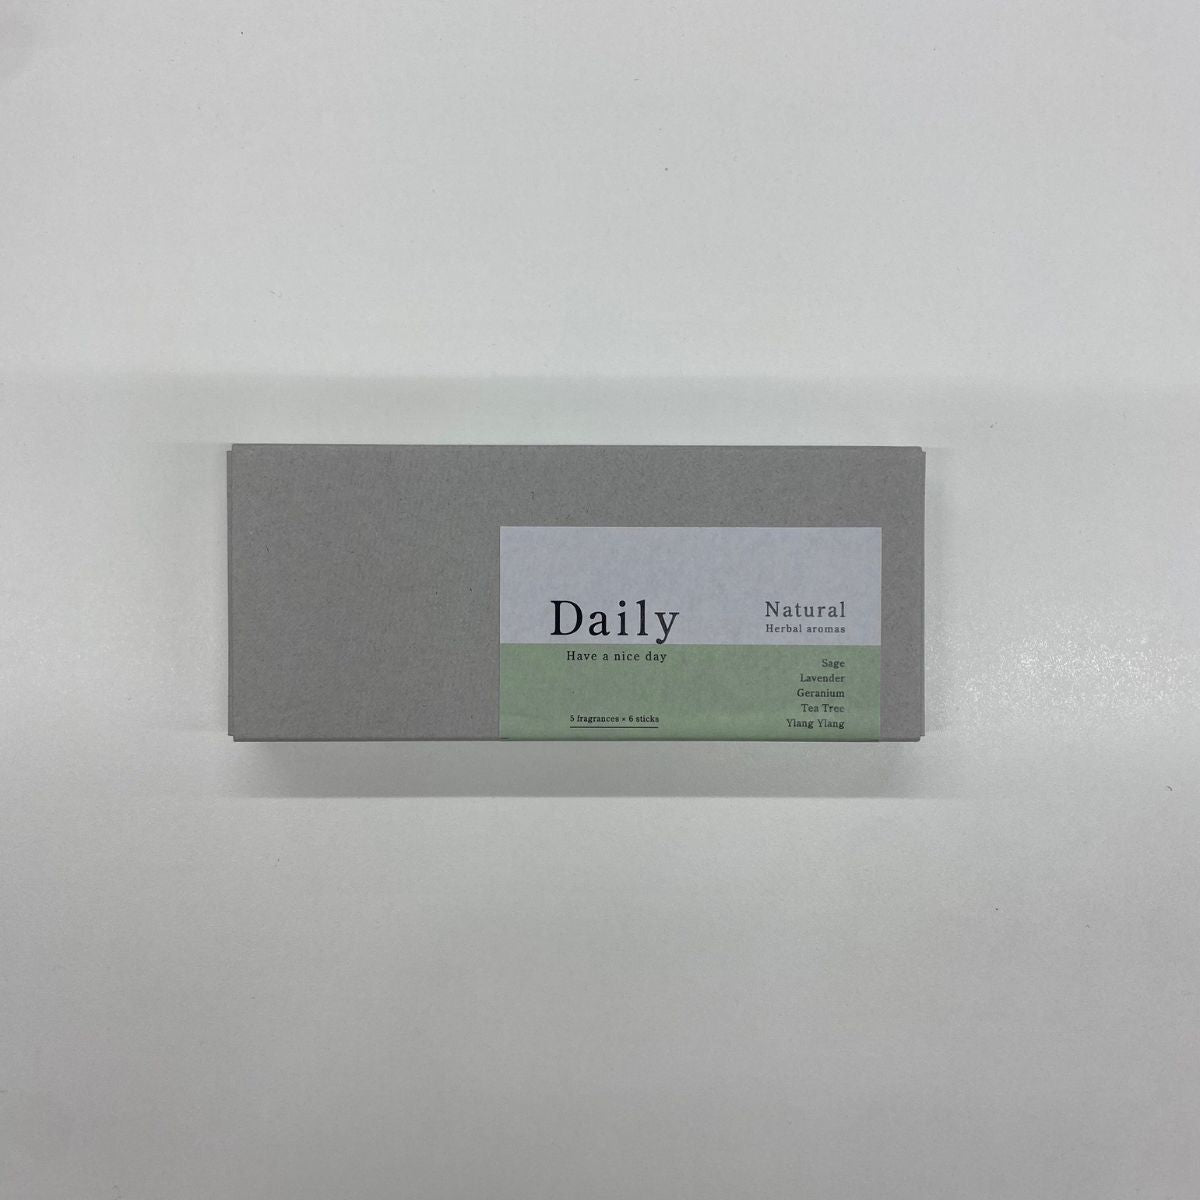 Daily
Have a nice day
5 fragrances × 6 sticks
Natural
Herbal aromas
Sage
Lavender
Geranium
Tea Tree
Ylang Ylang